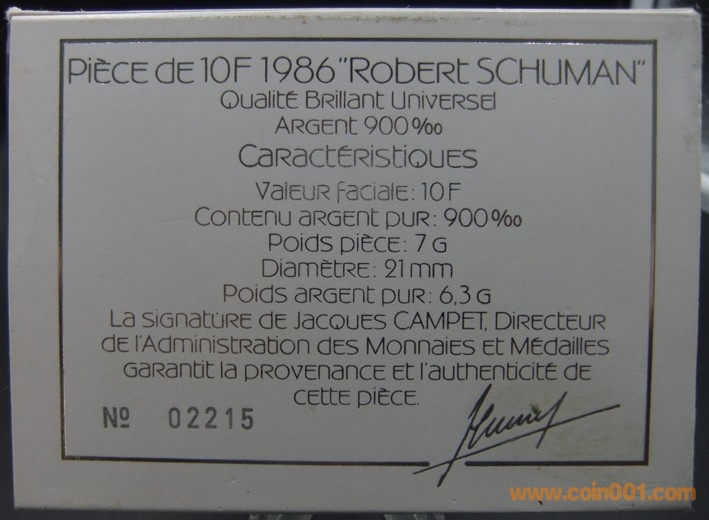 Pièce de 10F 1986 "Robert SCHUMAN"
Qualité Brillant Universel
Argent 900‰
Caractéristiques
Valeur faciale: 10 F
Contenu argent pur: 900‰
Poids pièce: 7 G
Diamètre: 21 mm
Poids argent pur: 6,3 G
La signature de Jacques CAMPET, Directeur
de l'Administration des Monnaies et Médailles
garantit la provenance et l'authenticité de
cette pièce.
Nº 02215
www.coin001.com